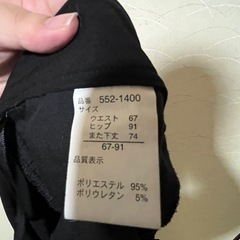 品番 552-1400
サイズ
ウエスト 67
ヒップ 91
また下丈 74
67-91
品質表示
ポリエステル 95%
ポリウレタン 5%